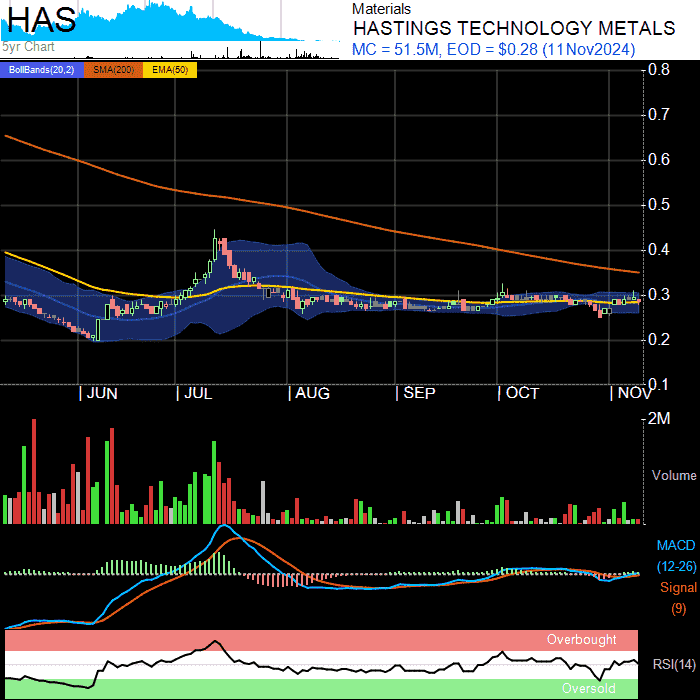 HAS
5yr Chart
Materials
HASTINGS TECHNOLOGY METALS
MC = 51.5M, EOD = $0.28 (11Nov2024)
BollBands(20,2) SMA(200) EMA(50)
0.8
0.7
0.6
0.5
0.4
0.3
0.2
0.1
JUN JUL AUG SEP OCT NOV
2M
Volume
MACD
(12-26)
Signal
(9)
Overbought
RSI(14)
Oversold